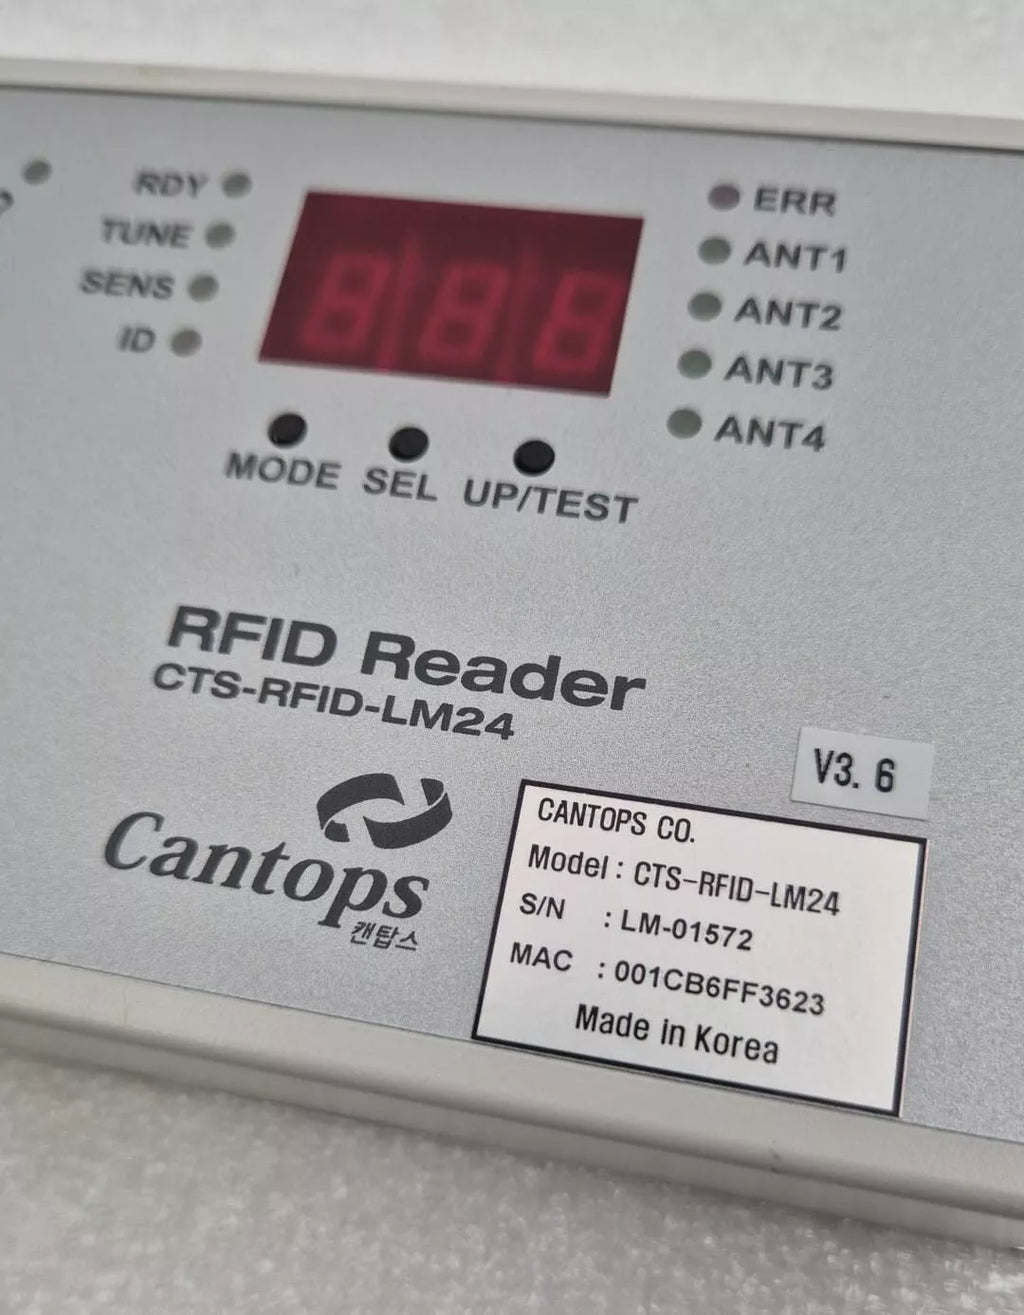 RDY
TUNE
SENS
ID
ERR
ANT1
ANT2
ANT3
ANT4
MODE SEL UP/TEST
RFID Reader
CTS-RFID-LM24
Cantops
캔탑스
V3. 6
CANTOPS CO.
Model : CTS-RFID-LM24
S/N : LM-01572
MAC : 001CB6FF3623
Made in Korea